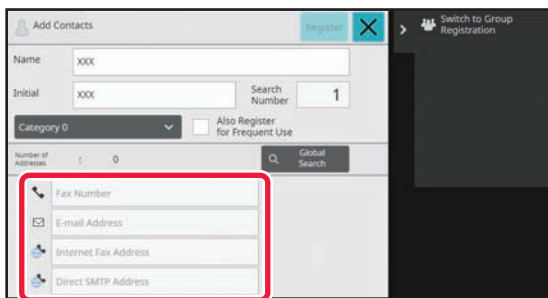 Add Contacts
Register
Switch to Group
Registration
Name
XXX
Initial
XXX
Search
Number
1
Category 0
Also Register
for Frequent Use
Number of
Addresses
:
0
Global
Search
Fax Number
E-mail Address
Internet Fax Address
Direct SMTP Address